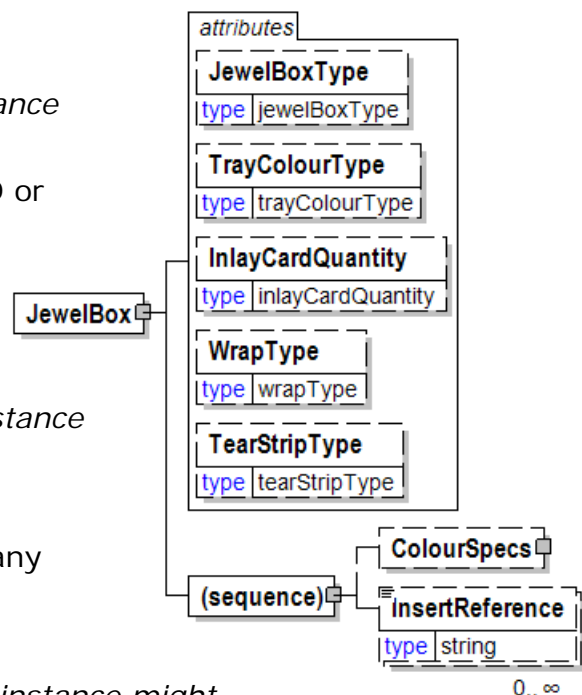 attributes
JewelBoxType
type jewelBoxType
TrayColourType
type trayColourType
InlayCardQuantity
type inlayCardQuantity
WrapType
type wrapType
TearStripType
type tearStripType
JewelBox
(sequence)
ColourSpecs
InsertReference
type string
0..∞
ance
or
stance
any
instance might